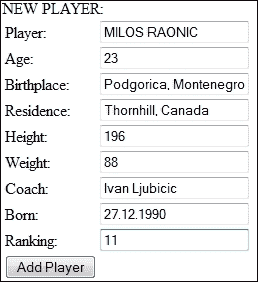 NEW PLAYER:
Player: MILOS RAONIC
Age: 23
Birthplace: Podgorica, Montenegro
Residence: Thornhill, Canada
Height: 196
Weight: 88
Coach: Ivan Ljubicic
Born: 27.12.1990
Ranking: 11
Add Player